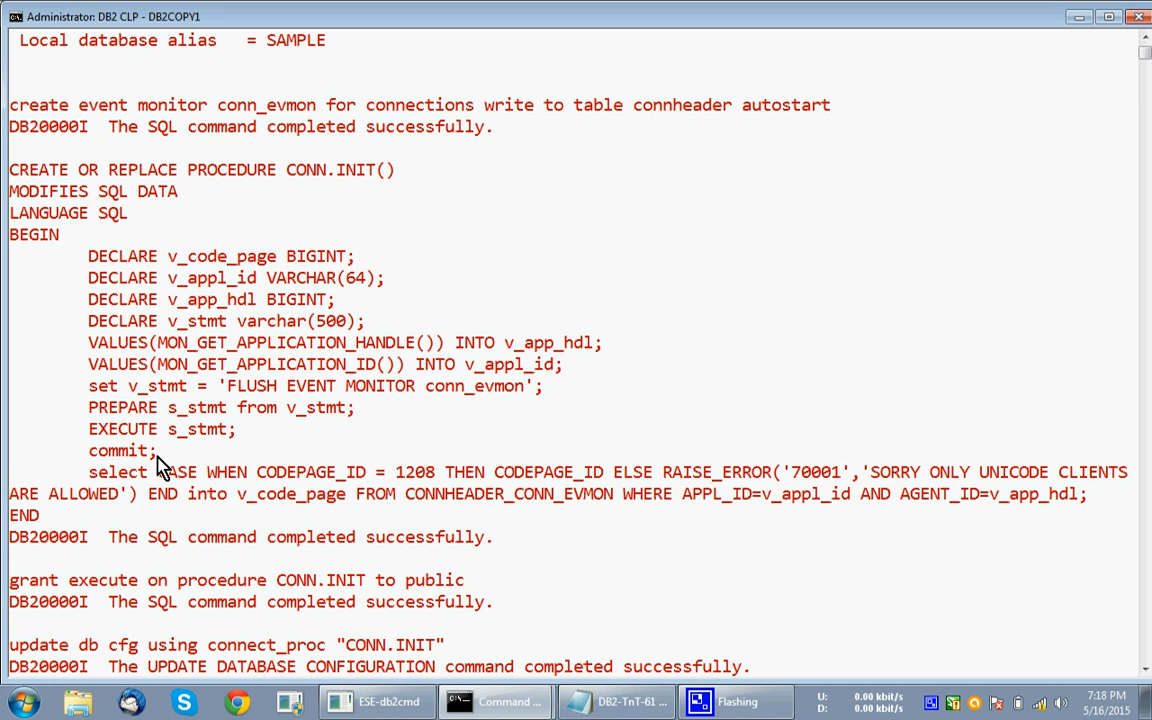 Administrator: DB2 CLP - DB2COPY1
Local database alias = SAMPLE
create event monitor conn_evmon for connections write to table connheader autostart
DB20000I The SQL command completed successfully.
CREATE OR REPLACE PROCEDURE CONN.INIT()
MODIFIES SQL DATA
LANGUAGE SQL
BEGIN
DECLARE v_code_page BIGINT;
DECLARE v_appl_id VARCHAR(64);
DECLARE v_app_hdl BIGINT;
DECLARE v_stmt varchar(500);
VALUES(MON_GET_APPLICATION_HANDLE()) INTO v_app_hdl;
VALUES(MON_GET_APPLICATION_ID()) INTO v_appl_id;
set v_stmt = 'FLUSH EVENT MONITOR conn_evmon';
PREPARE s_stmt from v_stmt;
EXECUTE s_stmt;
commit;
select CASE WHEN CODEPAGE_ID = 1208 THEN CODEPAGE_ID ELSE RAISE_ERROR('70001','SORRY ONLY UNICODE CLIENTS
ARE ALLOWED') END into v_code_page FROM CONNHEADER_CONN_EVMON WHERE APPL_ID=v_appl_id AND AGENT_ID=v_app_hdl;
END
DB20000I The SQL command completed successfully.
grant execute on procedure CONN.INIT to public
DB20000I The SQL command completed successfully.
update db cfg using connect_proc "CONN.INIT"
DB20000I The UPDATE DATABASE CONFIGURATION command completed successfully.
ESE-db2cmd Command ... DB2-TnT-61 ... Flashing U: 0.00 kbit/s 7:18 PM
D: 0.00 kbit/s 5/16/2015